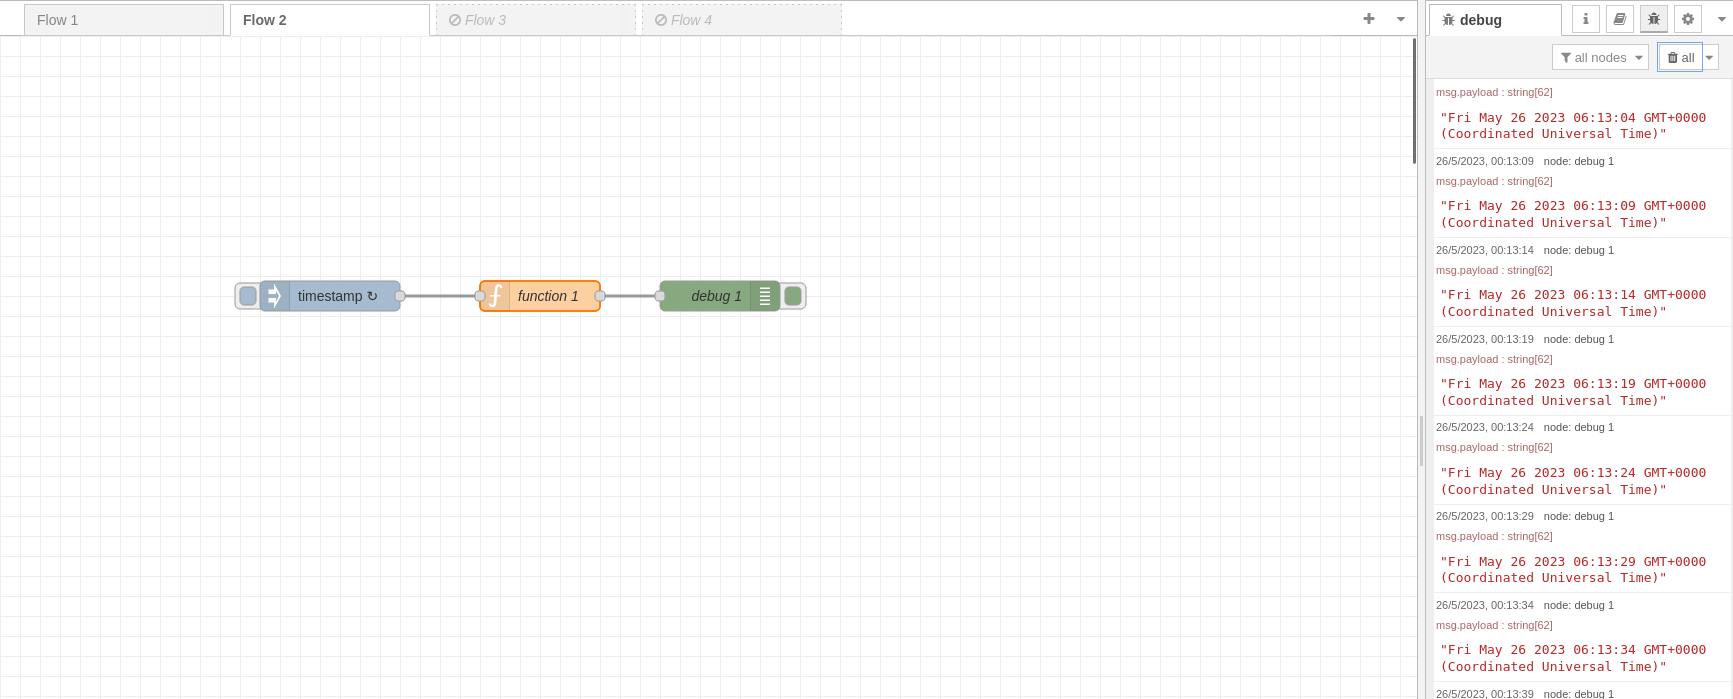 Flow 1
Flow 2
Flow 3
Flow 4
debug
all nodes
all
timestamp ↻
function 1
debug 1
msg.payload : string[62]
"Fri May 26 2023 06:13:04 GMT+0000
(Coordinated Universal Time)"
26/5/2023, 00:13:09 node: debug 1
msg.payload : string[62]
"Fri May 26 2023 06:13:09 GMT+0000
(Coordinated Universal Time)"
26/5/2023, 00:13:14 node: debug 1
msg.payload : string[62]
"Fri May 26 2023 06:13:14 GMT+0000
(Coordinated Universal Time)"
26/5/2023, 00:13:19 node: debug 1
msg.payload : string[62]
"Fri May 26 2023 06:13:19 GMT+0000
(Coordinated Universal Time)"
26/5/2023, 00:13:24 node: debug 1
msg.payload : string[62]
"Fri May 26 2023 06:13:24 GMT+0000
(Coordinated Universal Time)"
26/5/2023, 00:13:29 node: debug 1
msg.payload : string[62]
"Fri May 26 2023 06:13:29 GMT+0000
(Coordinated Universal Time)"
26/5/2023, 00:13:34 node: debug 1
msg.payload : string[62]
"Fri May 26 2023 06:13:34 GMT+0000
(Coordinated Universal Time)"
26/5/2023, 00:13:39 node: debug 1